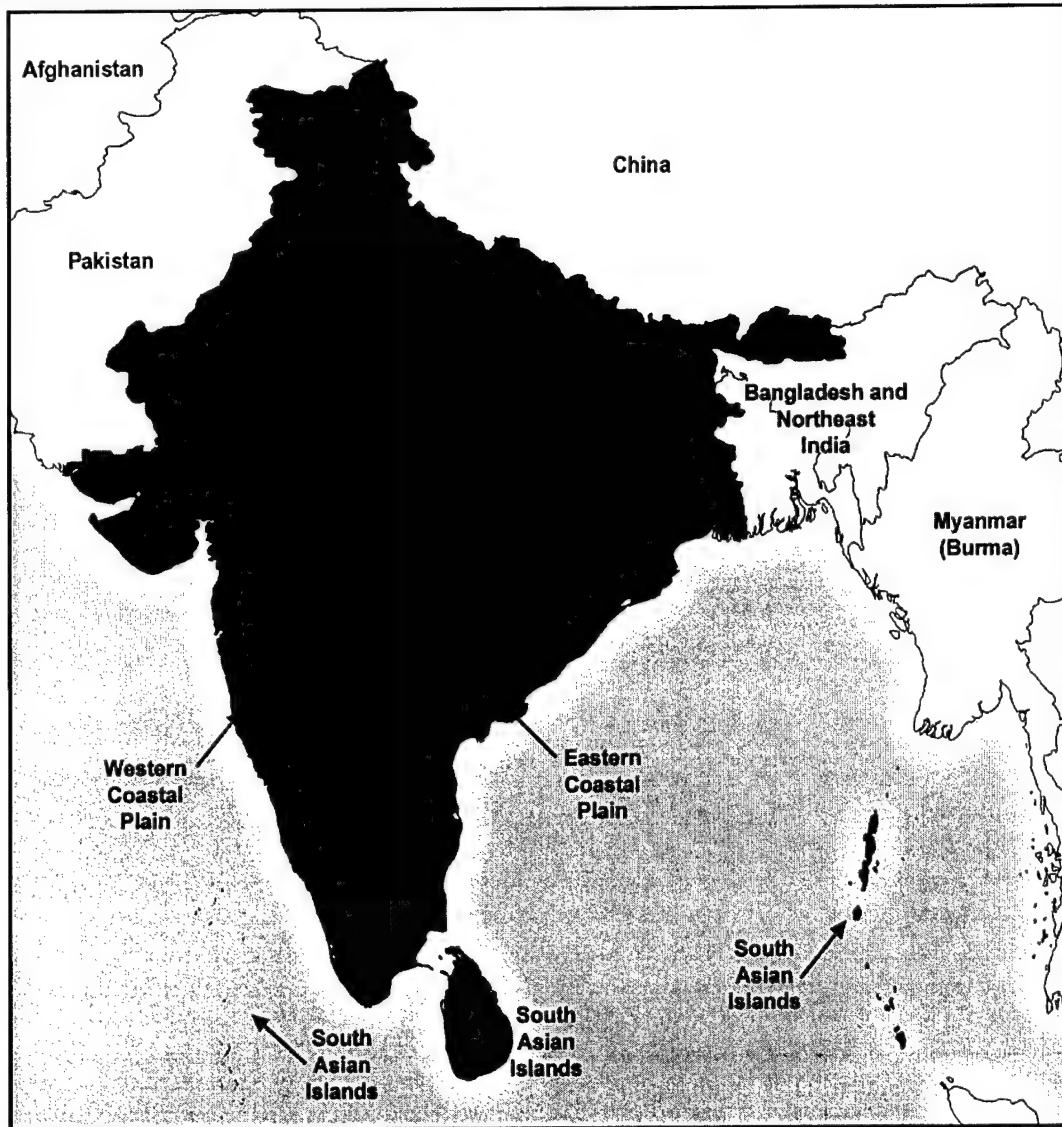 Afghanistan
China
Pakistan
Bangladesh and
Northeast
India
Myanmar
(Burma)
Western
Coastal
Plain
Eastern
Coastal
Plain
South
Asian
Islands
South
Asian
Islands
South
Asian
Islands